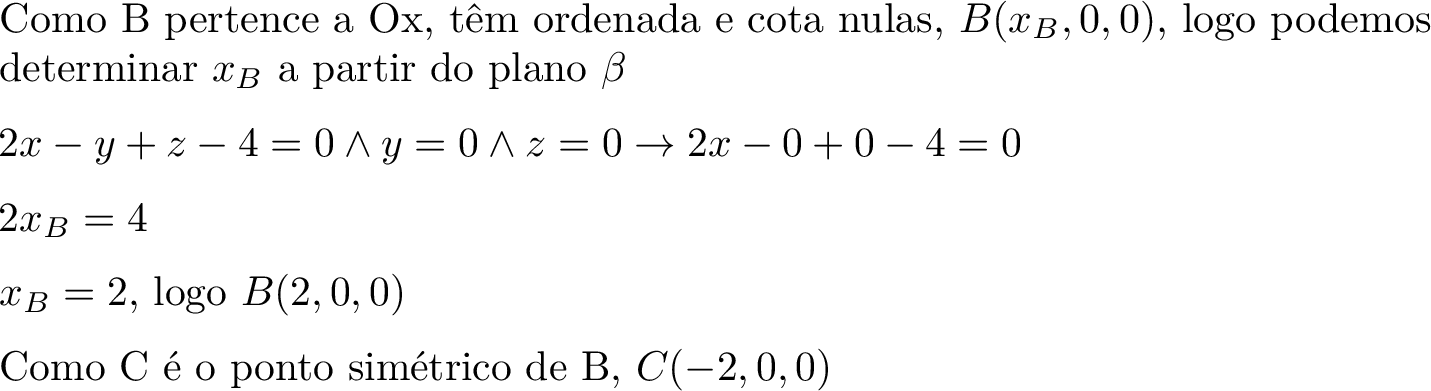 Como B pertence a Ox, têm ordenada e cota nulas, $B(x_B, 0, 0)$, logo podemos
determinar $x_B$ a partir do plano $\beta$
$2x - y + z - 4 = 0 \wedge y = 0 \wedge z = 0 \rightarrow 2x - 0 + 0 - 4 = 0$
$2x_B = 4$
$x_B = 2$, logo $B(2, 0, 0)$
Como C é o ponto simétrico de B, $C(-2, 0, 0)$